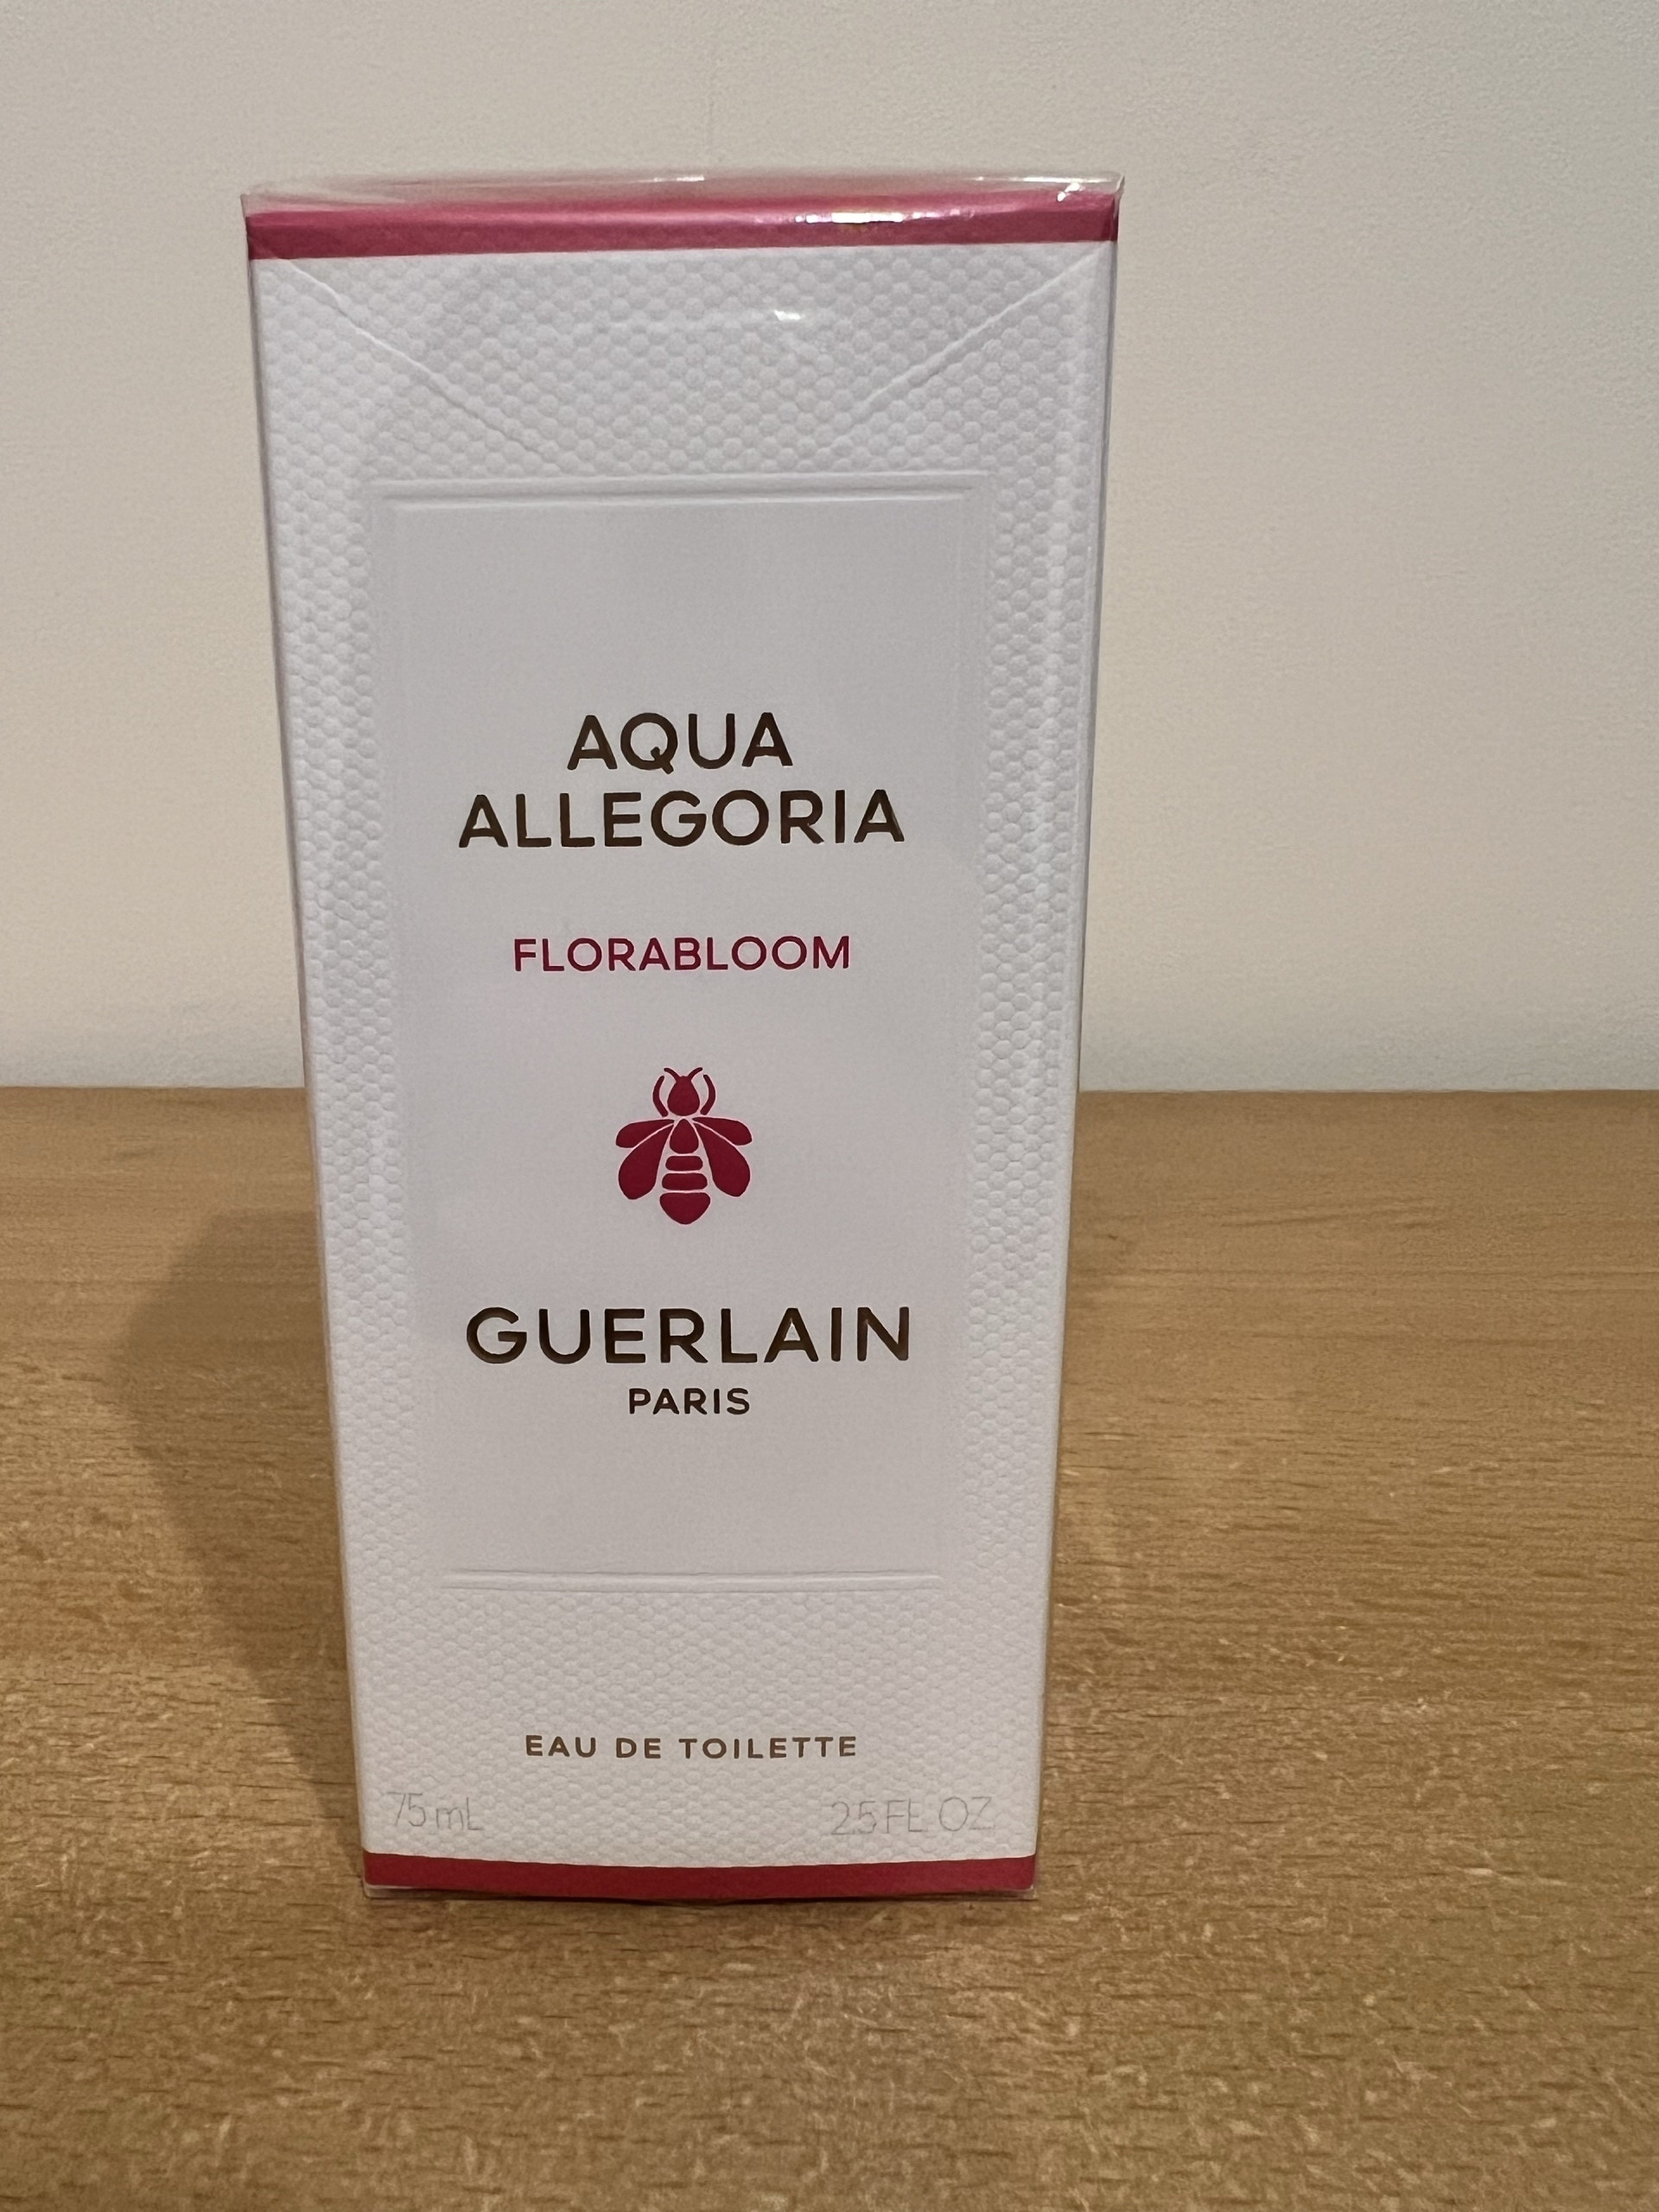 AQUA
ALLEGORIA
FLORABLOOM
GUERLAIN
PARIS
EAU DE TOILETTE
75 mL 2.5 FL. OZ